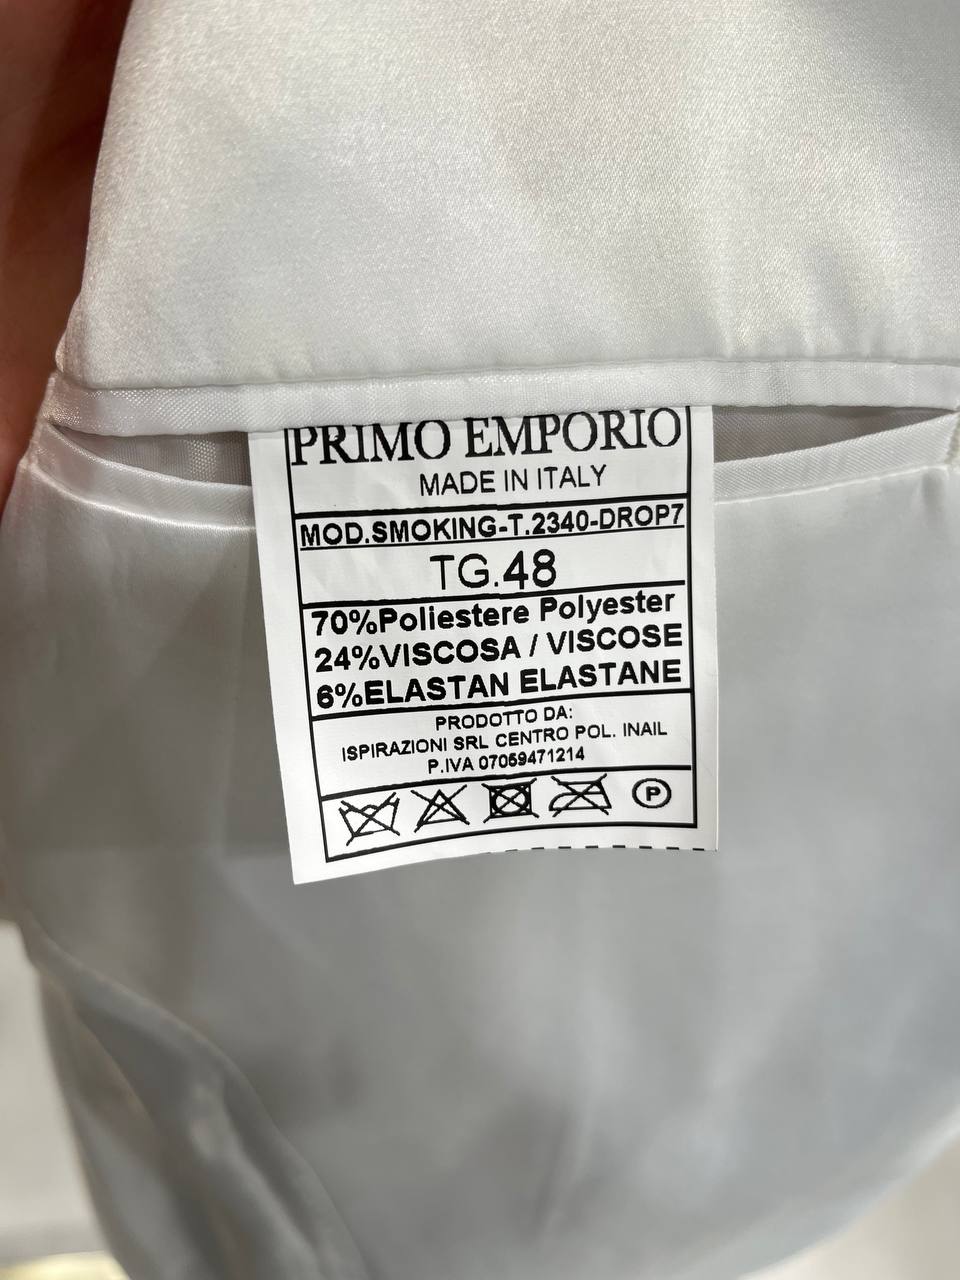 PRIMO EMPORIO
MADE IN ITALY
MOD.SMOKING-T.2340-DROP7
TG.48
70%Poliestere Polyester
24%VISCOSA / VISCOSE
6%ELASTAN ELASTANE
PRODOTTO DA:
ISPIRAZIONI SRL CENTRO POL. INAIL
P.IVA 07059471214
P